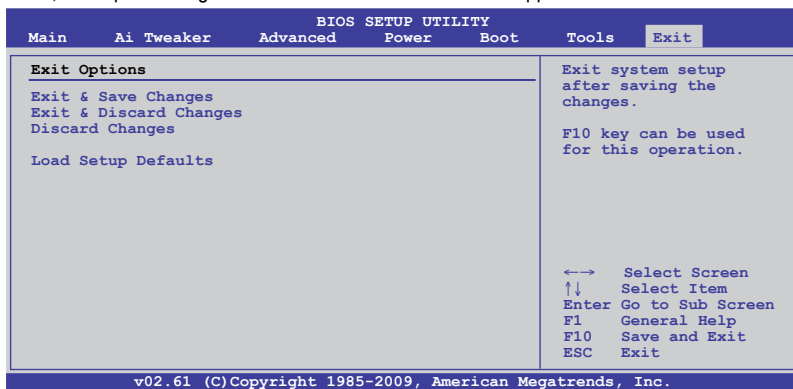 BIOS SETUP UTILITY
Main Ai Tweaker Advanced Power Boot Tools Exit
Exit Options
Exit & Save Changes
Exit & Discard Changes
Discard Changes
Load Setup Defaults
Exit system setup
after saving the
changes.
F10 key can be used
for this operation.
←→ Select Screen
↑↓ Select Item
Enter Go to Sub Screen
F1 General Help
F10 Save and Exit
ESC Exit
v02.61 (C)Copyright 1985-2009, American Megatrends, Inc.